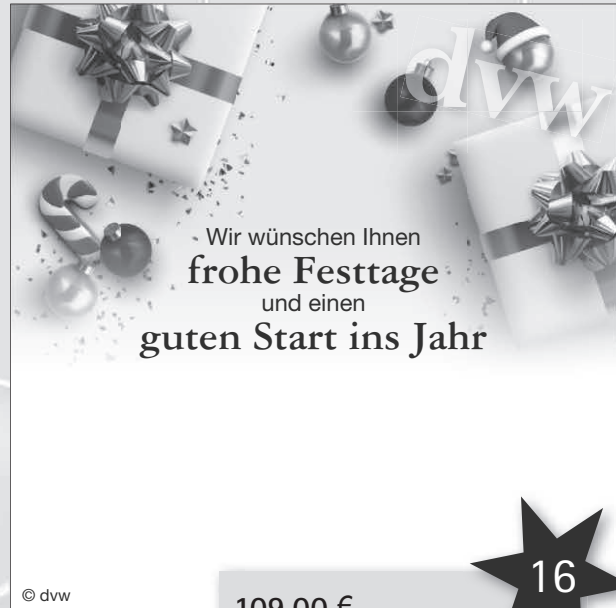 dvw
Wir wünschen Ihnen
frohe Festtage
und einen
guten Start ins Jahr
16
© dvw
109,00 €